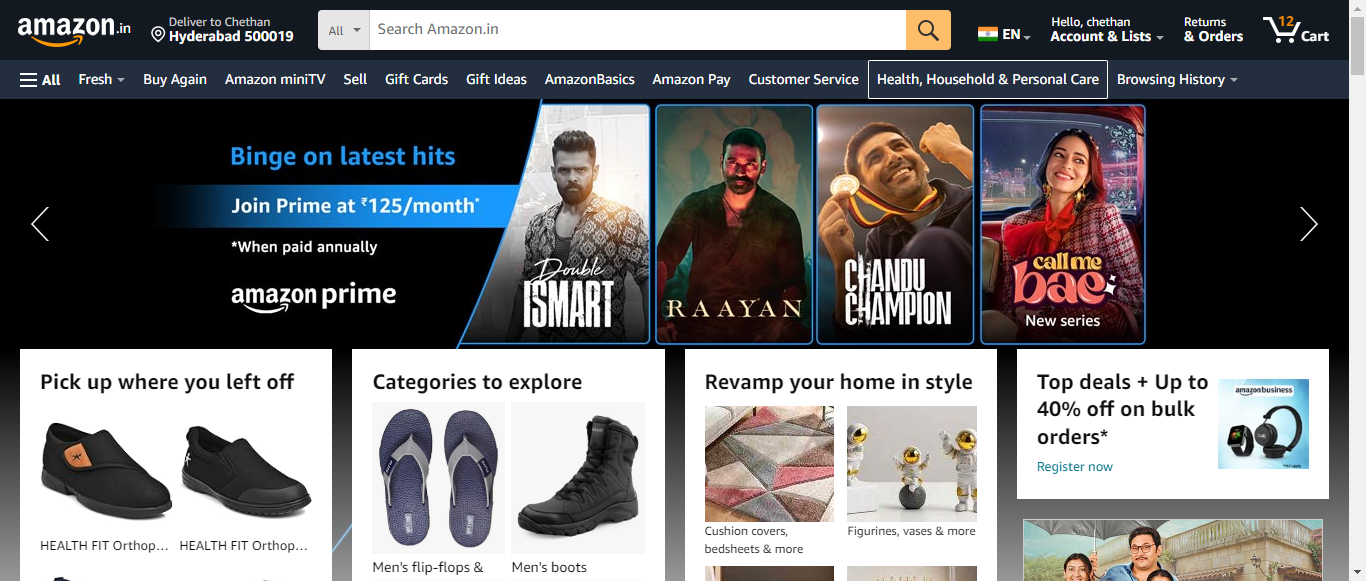 amazon.in
Deliver to Chethan
Hyderabad 500019
All
Search Amazon.in
EN
Hello, chethan
Account & Lists
Returns
& Orders
12
Cart
All
Fresh
Buy Again
Amazon miniTV
Sell
Gift Cards
Gift Ideas
AmazonBasics
Amazon Pay
Customer Service
Health, Household & Personal Care
Browsing History
Binge on latest hits
Join Prime at ₹125/month*
*When paid annually
amazon prime
Double
ISMART
RAAYAN
CHANDU
CHAMPION
call me
bae
New series
Pick up where you left off
HEALTH FIT Orthop...
HEALTH FIT Orthop...
Categories to explore
Men's flip-flops &
Men's boots
Revamp your home in style
Cushion covers,
bedsheets & more
Figurines, vases & more
Top deals + Up to
40% off on bulk
orders*
Register now
amazonbusiness